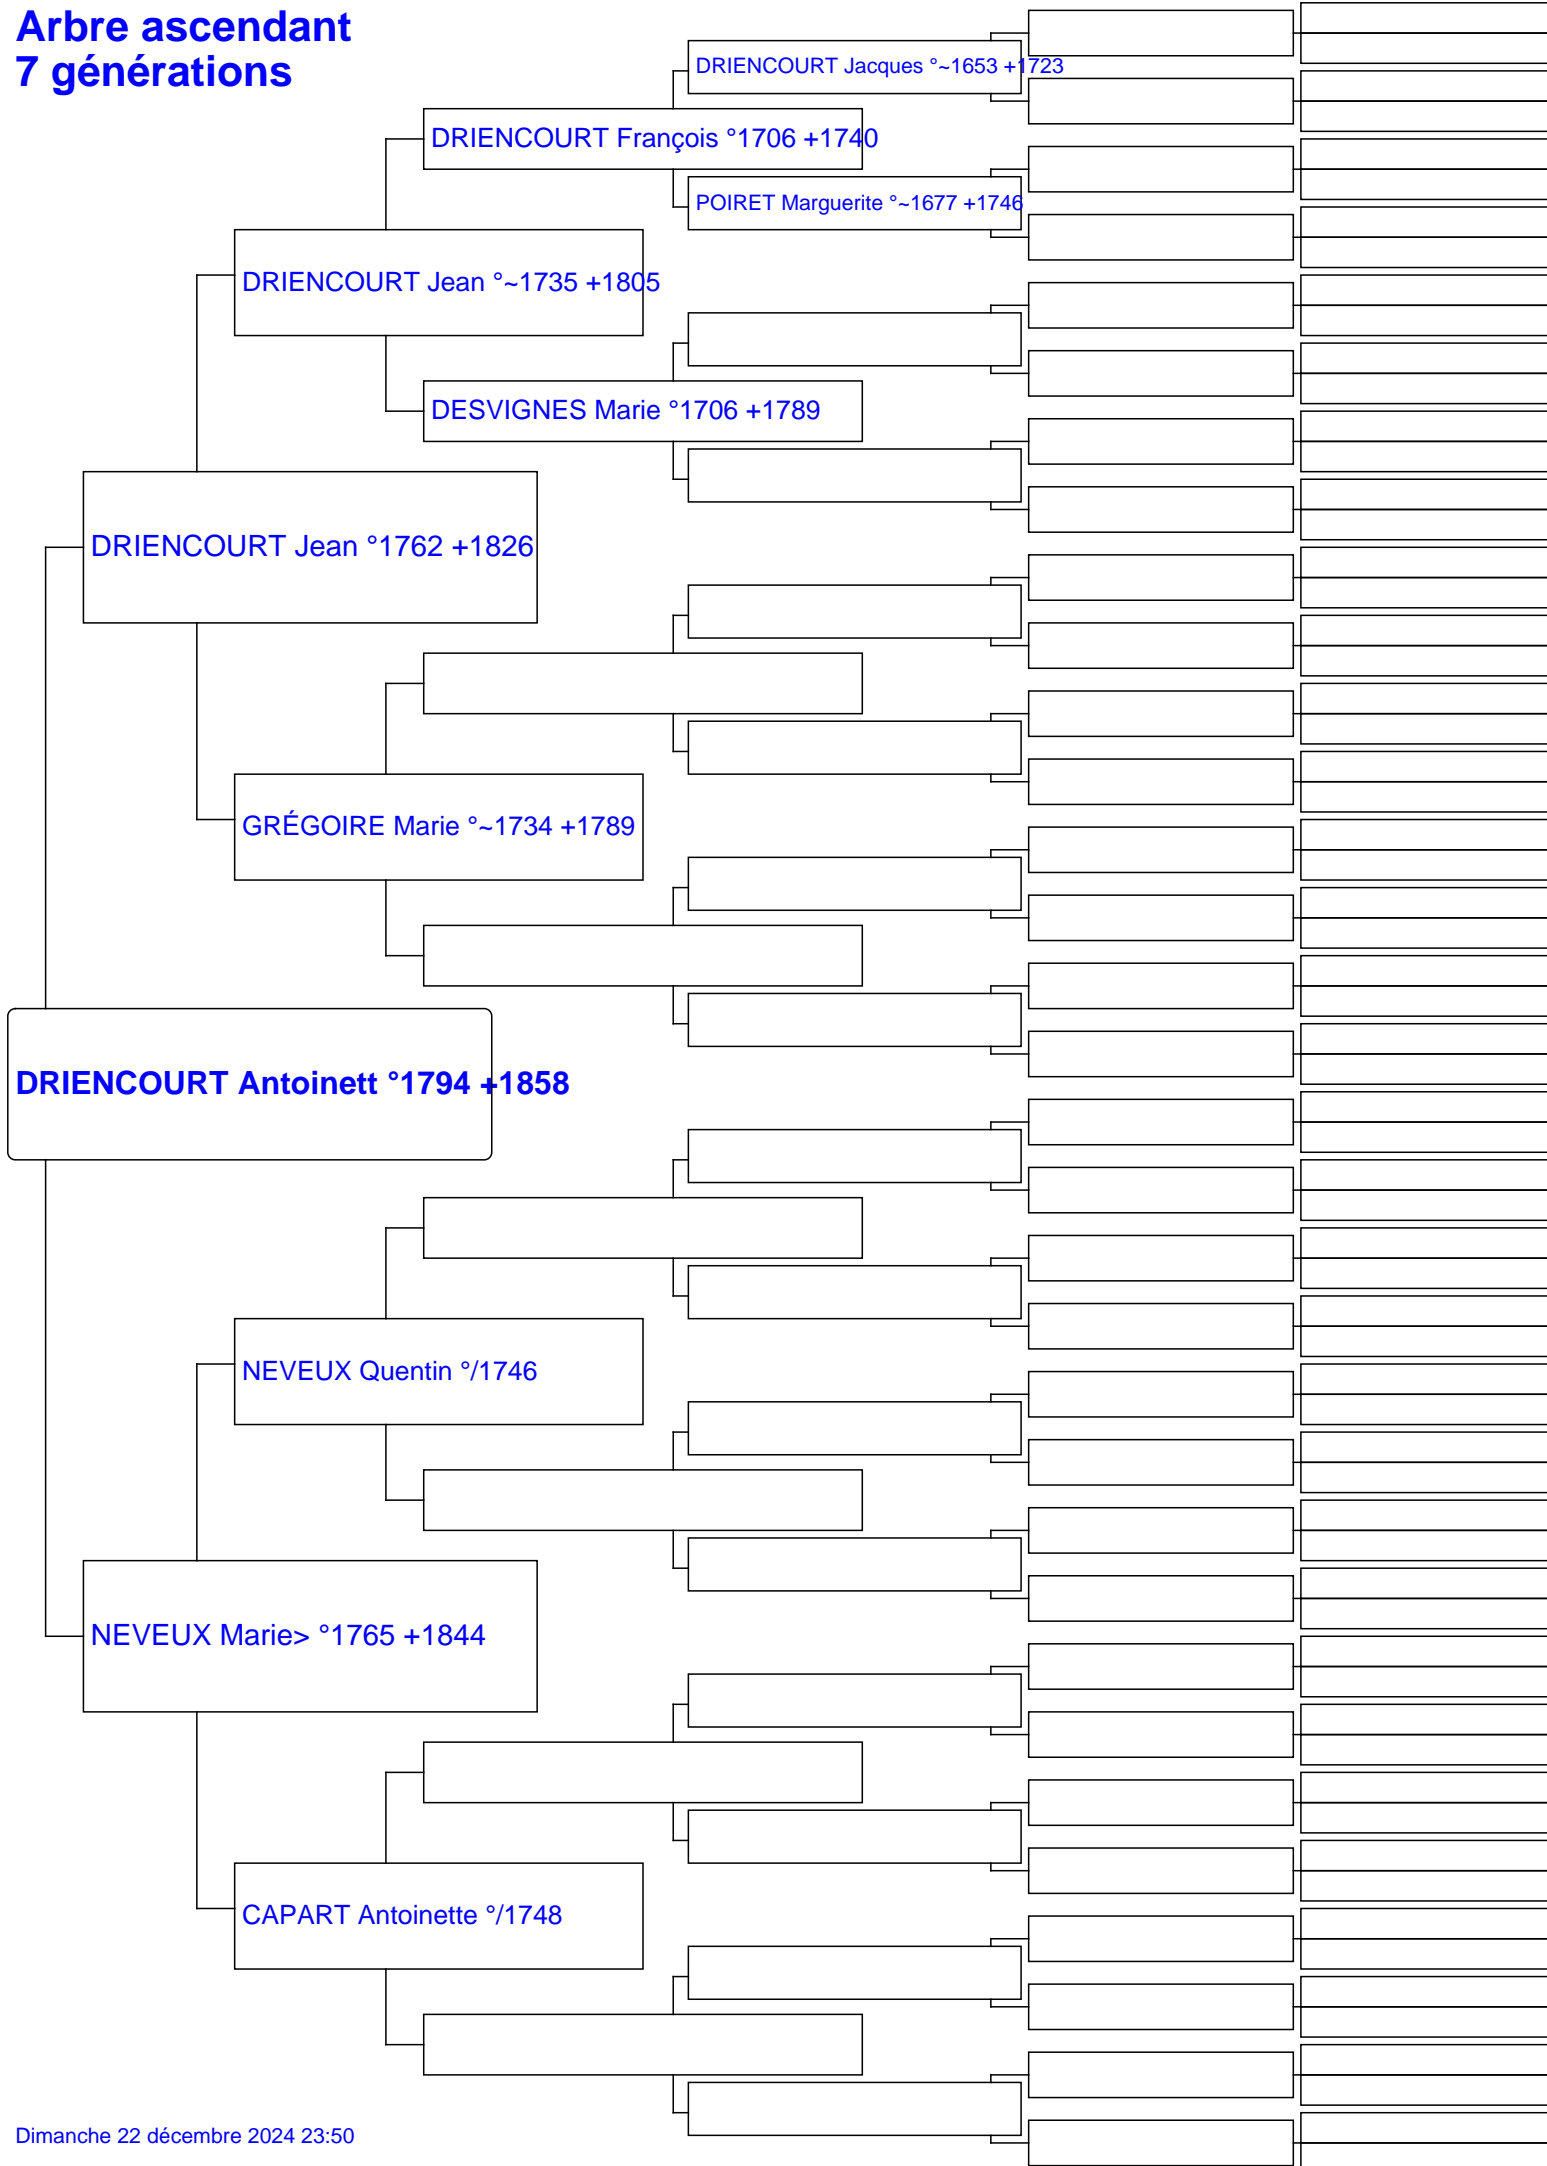 Arbre ascendant
7 générations
DRIENCOURT Jacques °~1653 +1723
DRIENCOURT François °1706 +1740
POIRET Marguerite °~1677 +1746
DRIENCOURT Jean °~1735 +1805
DESVIGNES Marie °1706 +1789
DRIENCOURT Jean °1762 +1826
GRÉGOIRE Marie °~1734 +1789
DRIENCOURT Antoinett °1794 +1858
NEVEUX Quentin °/1746
NEVEUX Marie> °1765 +1844
CAPART Antoinette °/1748
Dimanche 22 décembre 2024 23:50